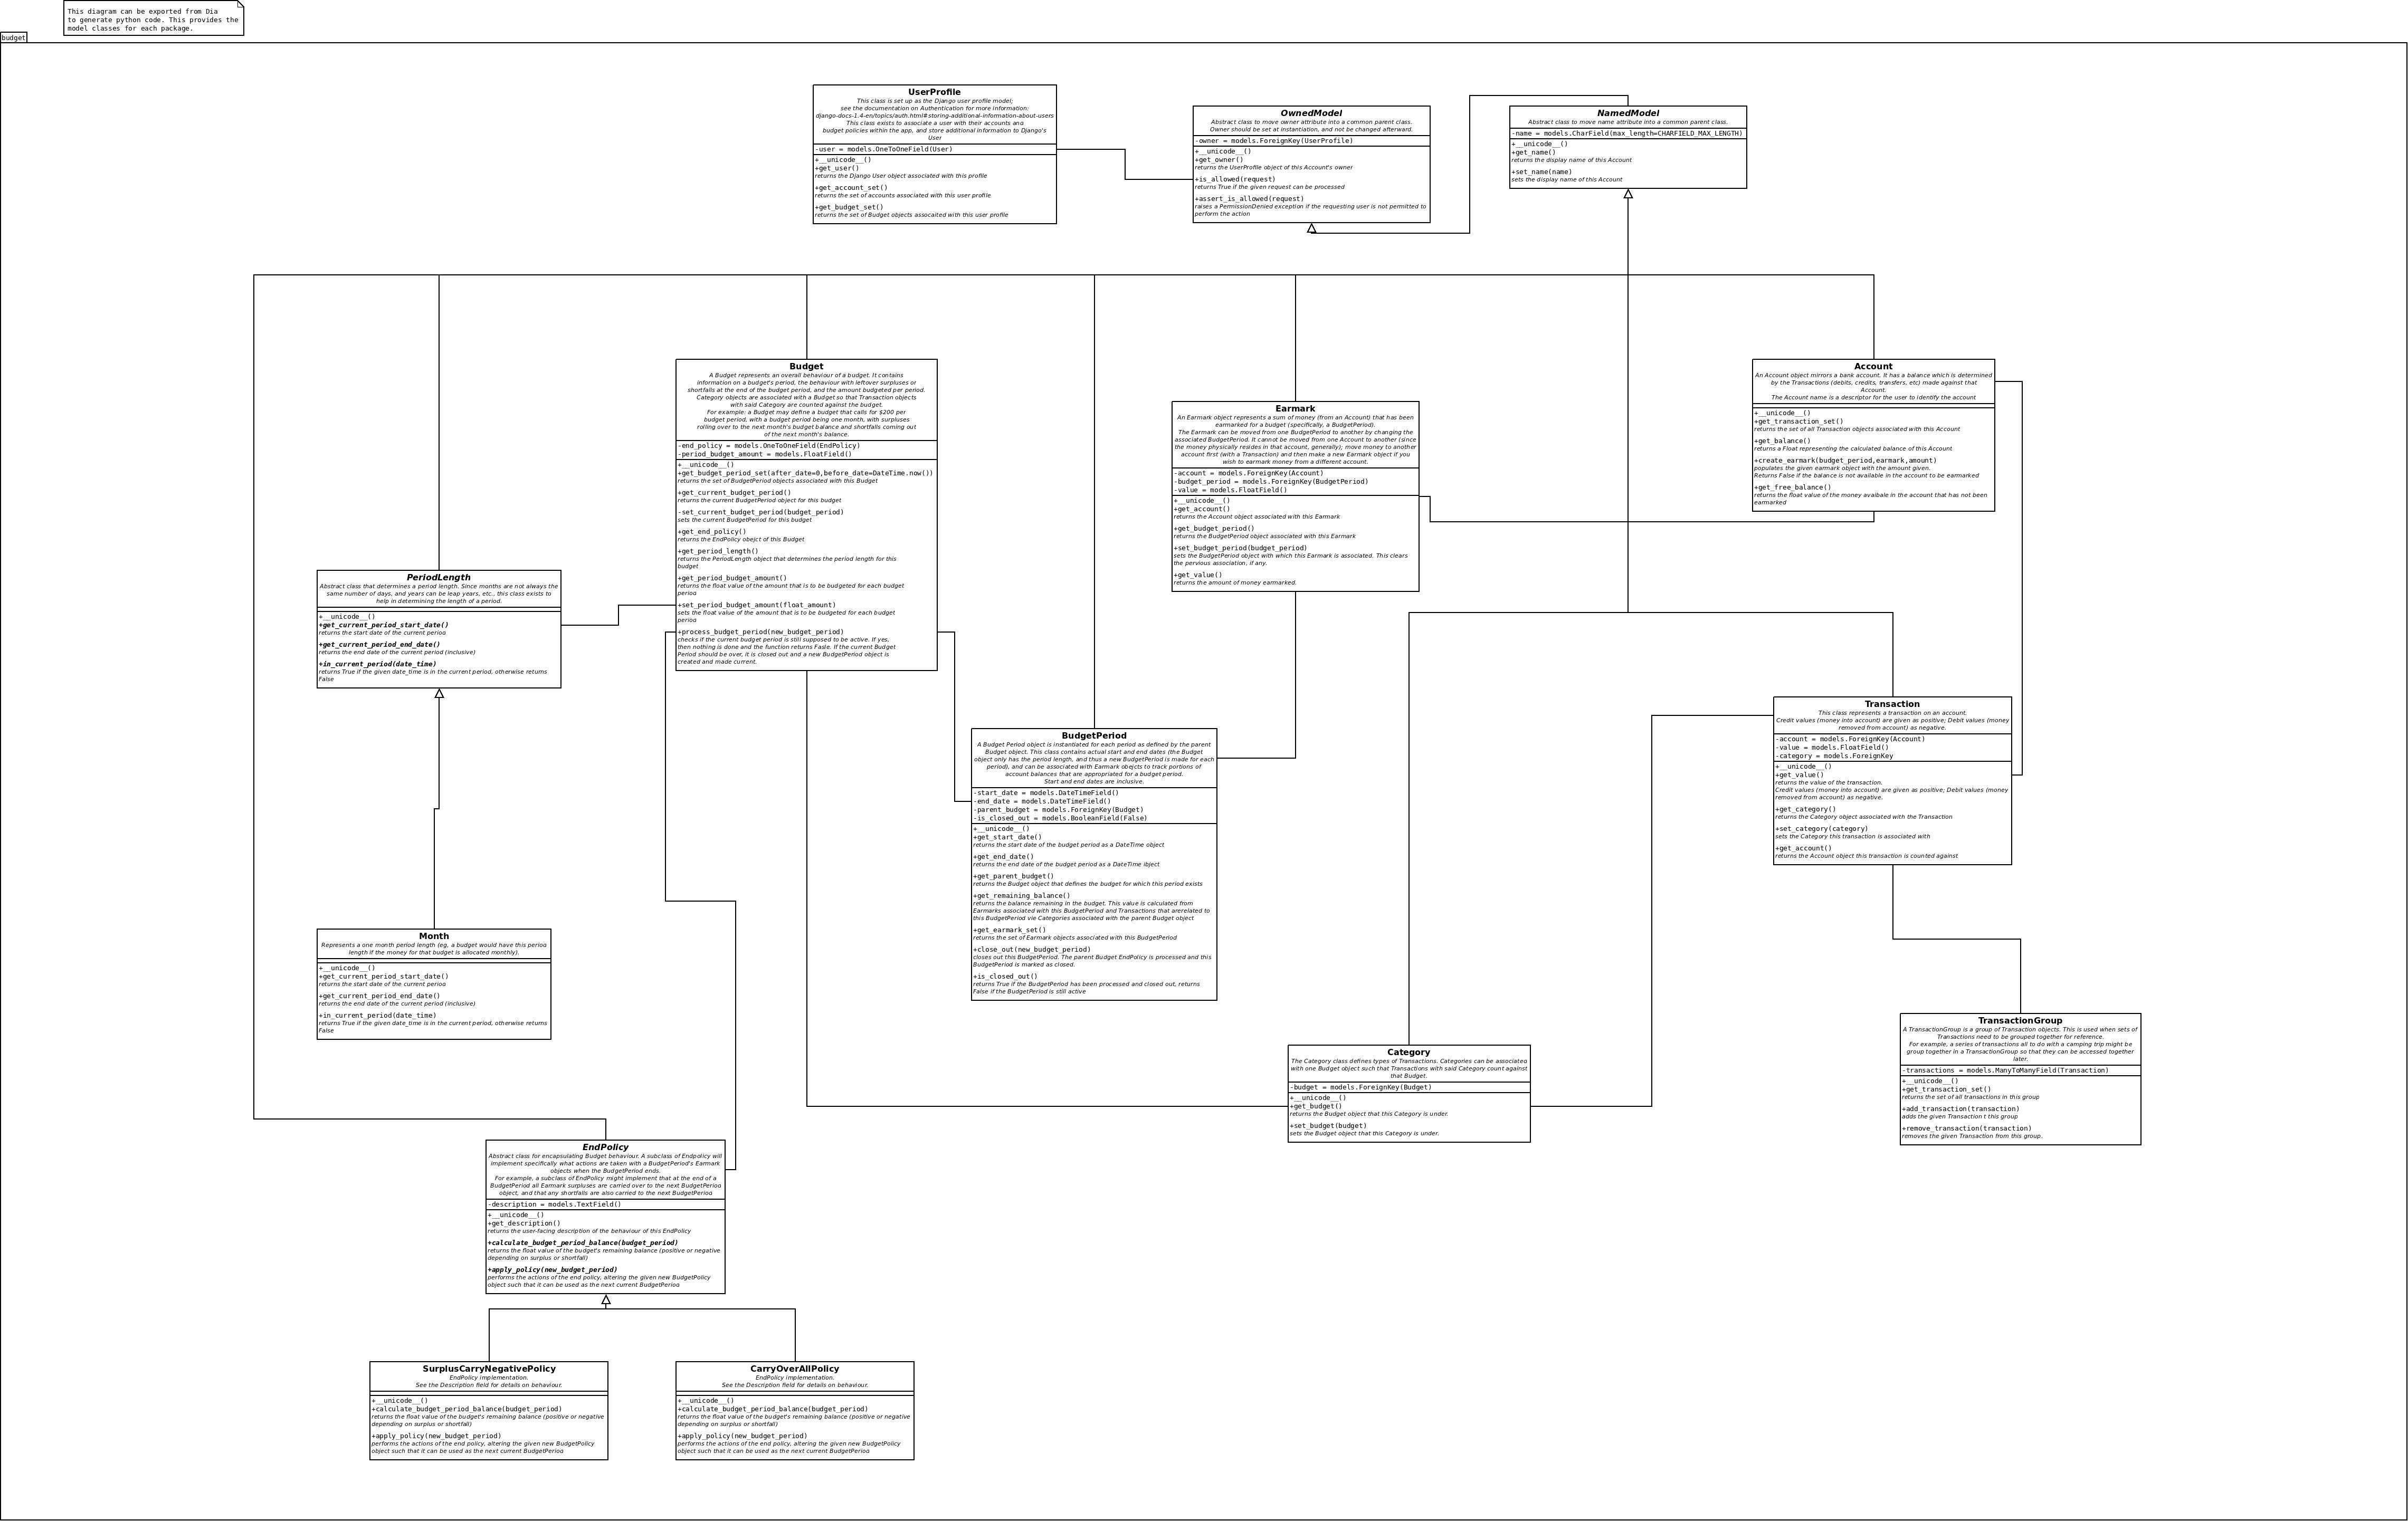 This diagram can be exported from Dia
to generate python code. This provides the
model classes for each package.
budget
UserProfile
This class is set up as the Django user profile model;
see the documentation on Authentication for more information:
django-docs-1.4-en/topics/auth.html#storing-additional-information-about-users
This class exists to associate a user with their accounts and
budget policies within the app, and store additional information to Django's
User
-user = models.OneToOneField(User)
+__unicode__()
+get_user()
returns the Django User object associated with this profile
+get_account_set()
returns the set of accounts associated with this user profile
+get_budget_set()
returns the set of Budget objects assocaited with this user profile
OwnedModel
Abstract class to move owner attribute into a common parent class.
Owner should be set at instantiation, and not be changed afterward.
-owner = models.ForeignKey(UserProfile)
+__unicode__()
+get_owner()
returns the UserProfile object of this Account's owner
+is_allowed(request)
returns True if the given request can be processed
+assert_is_allowed(request)
raises a PermissionDenied exception if the requesting user is not permitted to
perform the action
NamedModel
Abstract class to move name attribute into a common parent class.
-name = models.CharField(max_length=CHARFIELD_MAX_LENGTH)
+__unicode__()
+get_name()
returns the display name of this Account
+set_name(name)
sets the display name of this Account
Budget
A Budget represents an overall behaviour of a budget. It contains
information on a budget's period, the behaviour with leftover surpluses or
shortfalls at the end of the budget period, and the amount budgeted per period.
Category objects are associated with a Budget so that Transaction objects
with said Category are counted against the budget.
For example: a Budget may define a budget that calls for $200 per
budget period, with a budget period being one month, with surpluses
rolling over to the next month's budget balance and shortfalls coming out
of the next month's balance.
-end_policy = models.OneToOneField(EndPolicy)
-period_budget_amount = models.FloatField()
+__unicode__()
+get_budget_period_set(after_date=0,before_date=DateTime.now())
returns the set of BudgetPeriod objects associated with this Budget
+get_current_budget_period()
returns the current BudgetPeriod object for this budget
-set_current_budget_period(budget_period)
sets the current BudgetPeriod for this budget
+get_end_policy()
returns the EndPolicy obejct of this Budget
+get_period_length()
returns the PeriodLength object that determines the period length for this
budget
+get_period_budget_amount()
returns the float value of the amount that is to be budgeted for each budget
period
+set_period_budget_amount(float_amount)
sets the float value of the amount that is to be budgeted for each budget
period
+process_budget_period(new_budget_period)
checks if the current budget period is still supposed to be active. If yes,
then nothing is done and the function returns Fasle. If the current Budget
Period should be over, it is closed out and a new BudgetPeriod object is
created and made current.
Earmark
An Earmark object represents a sum of money (from an Account) that has been
earmarked for a budget (specifically, a BudgetPeriod).
The Earmark can be moved from one BudgetPeriod to another by changing the
associated BudgetPeriod. It cannot be moved from one Account to another (since
the money physically resides in that account, generally); move money to another
account first (with a Transaction) and then make a new Earmark object if you
wish to earmark money from a different account.
-account = models.ForeignKey(Account)
-budget_period = models.ForeignKey(BudgetPeriod)
-value = models.FloatField()
+__unicode__()
+get_account()
returns the Account object associated with this Earmark
+get_budget_period()
returns the BudgetPeriod object associated with this Earmark
+set_budget_period(budget_period)
sets the BudgetPeriod object with which this Earmark is associated. This clears
the pervious association, if any.
+get_value()
returns the amount of money earmarked.
Account
An Account object mirrors a bank account. It has a balance which is determined
by the Transactions (debits, credits, transfers, etc) made against that
Account.
The Account name is a descriptor for the user to identify the account
+__unicode__()
+get_transaction_set()
returns the set of all Transaction objects associated with this Account
+get_balance()
returns a Float representing the calculated balance of this Account
+create_earmark(budget_period,earmark,amount)
populates the given earmark object with the amount given.
Returns False if the balance is not available in the account to be earmarked
+get_free_balance()
returns the float value of the money avaibale in the account that has not been
earmarked
PeriodLength
Abstract class that determines a period length. Since months are not always the
same number of days, and years can be leap years, etc., this class exists to
help in determining the length of a period.
+__unicode__()
+get_current_period_start_date()
returns the start date of the current period
+get_current_period_end_date()
returns the end date of the current period (inclusive)
+in_current_period(date_time)
returns True if the given date_time is in the current period, otherwise returns
False
Transaction
This class represents a transaction on an account.
Credit values (money into account) are given as positive; Debit values (money
removed from account) as negative.
-account = models.ForeignKey(Account)
-value = models.FloatField()
-category = models.ForeignKey
+__unicode__()
+get_value()
returns the value of the transaction.
Credit values (money into account) are given as positive; Debit values (money
removed from account) as negative.
+get_category()
returns the Category object associated with the Transaction
+set_category(category)
sets the Category this transaction is associated with
+get_account()
returns the Account object this transaction is counted against
BudgetPeriod
A Budget Period object is instantiated for each period as defined by the parent
Budget object. This class contains actual start and end dates (the Budget
object only has the period length, and thus a new BudgetPeriod is made for each
period), and can be associated with Earmark obejcts to track portions of
account balances that are appropriated for a budget period.
Start and end dates are inclusive.
-start_date = models.DateTimeField()
-end_date = models.DateTimeField()
-parent_budget = models.ForeignKey(Budget)
-is_closed_out = models.BooleanField(False)
+__unicode__()
+get_start_date()
returns the start date of the budget period as a DateTime object
+get_end_date()
returns the end date of the budget period as a DateTime ibject
+get_parent_budget()
returns the Budget object that defines the budget for which this period exists
+get_remaining_balance()
returns the balance remaining in the budget. This value is calculated from
Earmarks associated with this BudgetPeriod and Transactions that arerelated to
this BudgetPeriod vie Categories associated with the parent Budget object
+get_earmark_set()
returns the set of Earmark objects associated with this BudgetPeriod
+close_out(new_budget_period)
closes out this BudgetPeriod. The parent Budget EndPolicy is processed and this
BudgetPeriod is marked as closed.
+is_closed_out()
returns True if the BudgetPeriod has been processed and closed out, returns
False if the BudgetPeriod is still active
Month
Represents a one month period length (eg, a budget would have this period
length if the money for that budget is allocated monthly).
+__unicode__()
+get_current_period_start_date()
returns the start date of the current period
+get_current_period_end_date()
returns the end date of the current period (inclusive)
+in_current_period(date_time)
returns True if the given date_time is in the current period, otherwise returns
False
TransactionGroup
A TransactionGroup is a group of Transaction objects. This is used when sets of
Transactions need to be grouped together for reference.
For example, a series of transactions all to do with a camping trip might be
group together in a TransactionGroup so that they can be accessed together
later.
-transactions = models.ManyToManyField(Transaction)
+__unicode__()
+get_transaction_set()
returns the set of all transactions in this group
+add_transaction(transaction)
adds the given Transaction t this group
+remove_transaction(transaction)
removes the given Transaction from this group.
Category
The Category class defines types of Transactions. Categories can be associated
with one Budget object such that Transactions with said Category count against
that Budget.
-budget = models.ForeignKey(Budget)
+__unicode__()
+get_budget()
returns the Budget object that this Category is under.
+set_budget(budget)
sets the Budget object that this Category is under.
EndPolicy
Abstract class for encapsulating Budget behaviour. A subclass of Endpolicy will
implement specifically what actions are taken with a BudgetPeriod's Earmark
objects when the BudgetPeriod ends.
For example, a subclass of EndPolicy might implement that at the end of a
BudgetPeriod all Earmark surpluses are carried over to the next BudgetPeriod
object, and that any shortfalls are also carried to the next BudgetPeriod
-description = models.TextField()
+__unicode__()
+get_description()
returns the user-facing description of the behaviour of this EndPolicy
+calculate_budget_period_balance(budget_period)
returns the float value of the budget's remaining balance (positive or negative
depending on surplus or shortfall)
+apply_policy(new_budget_period)
performs the actions of the end policy, altering the given new BudgetPolicy
object such that it can be used as the next current BudgetPeriod
SurplusCarryNegativePolicy
EndPolicy implementation.
See the Description field for details on behaviour.
+__unicode__()
+calculate_budget_period_balance(budget_period)
returns the float value of the budget's remaining balance (positive or negative
depending on surplus or shortfall)
+apply_policy(new_budget_period)
performs the actions of the end policy, altering the given new BudgetPolicy
object such that it can be used as the next current BudgetPeriod
CarryOverAllPolicy
EndPolicy implementation.
See the Description field for details on behaviour.
+__unicode__()
+calculate_budget_period_balance(budget_period)
returns the float value of the budget's remaining balance (positive or negative
depending on surplus or shortfall)
+apply_policy(new_budget_period)
performs the actions of the end policy, altering the given new BudgetPolicy
object such that it can be used as the next current BudgetPeriod